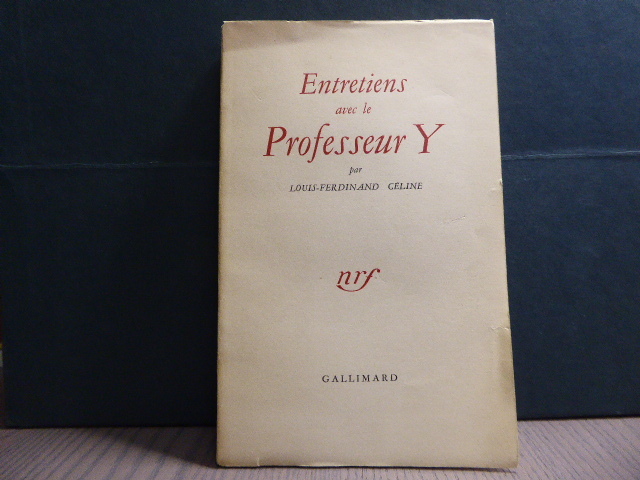 Entretiens
avec le
Professeur Y
par
LOUIS-FERDINAND CÉLINE
nrf
GALLIMARD